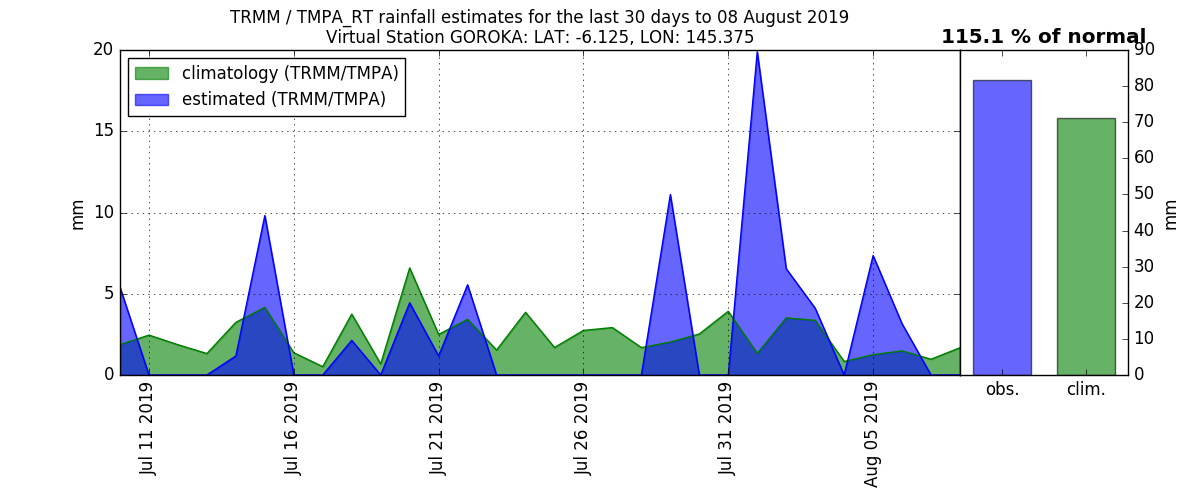 TRMM / TMPA_RT rainfall estimates for the last 30 days to 08 August 2019
Virtual Station GOROKA: LAT: -6.125, LON: 145.375
115.1 % of normal
climatology (TRMM/TMPA)
estimated (TRMM/TMPA)
20
15
10
5
0
mm
Jul 11 2019
Jul 16 2019
Jul 21 2019
Jul 26 2019
Jul 31 2019
Aug 05 2019
obs.
clim.
90
80
70
60
50
40
30
20
10
0
mm